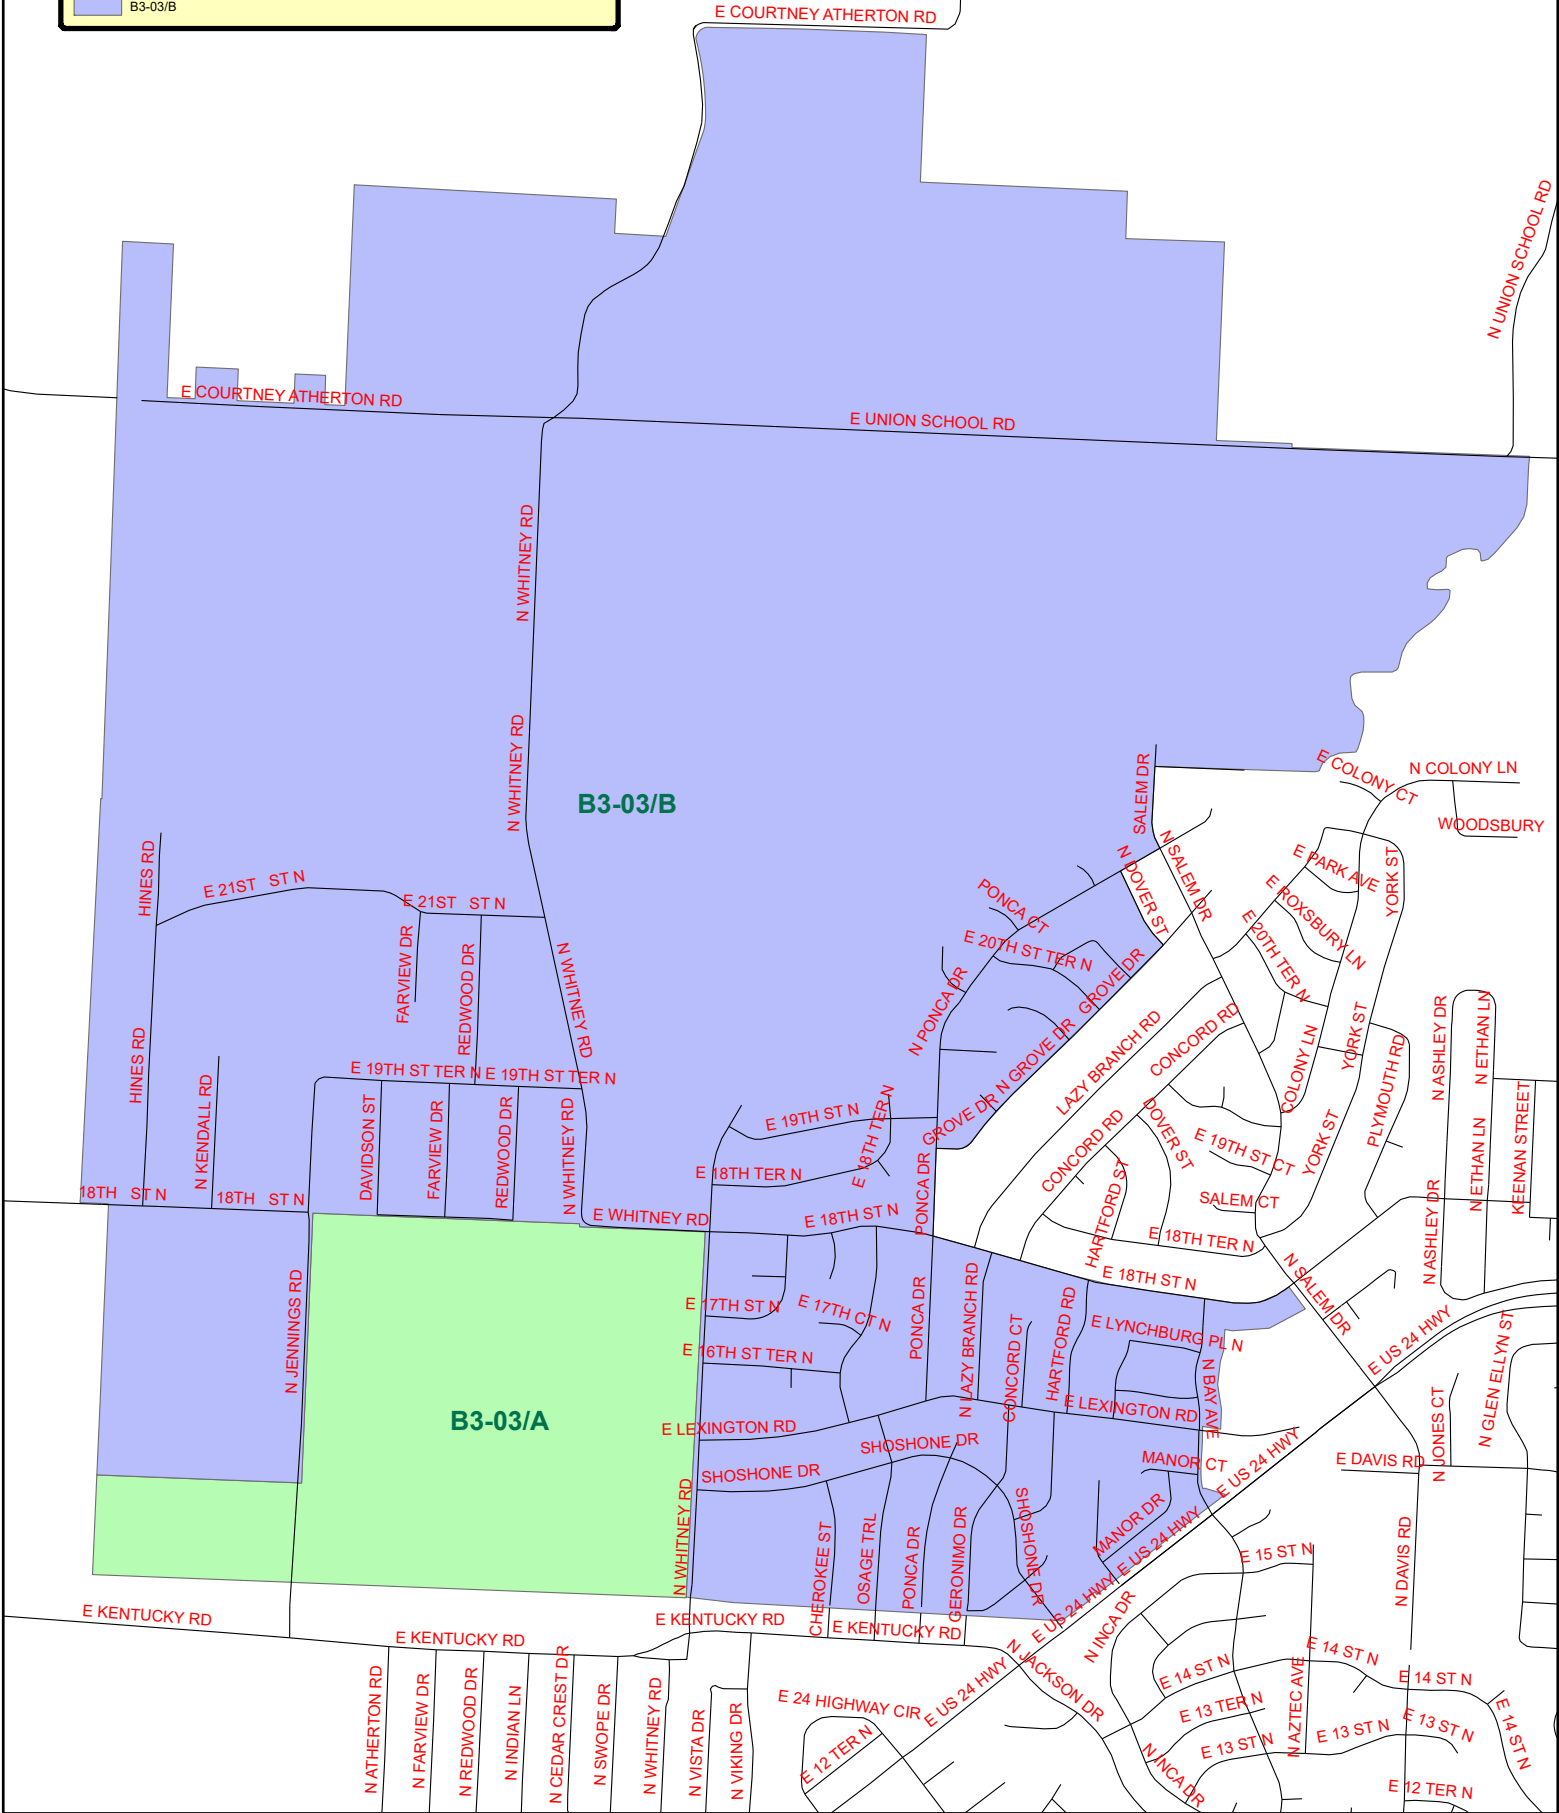 B3-03/B
E COURTNEY ATHERTON RD
N UNION SCHOOL RD
E COURTNEY ATHERTON RD
E UNION SCHOOL RD
N WHITNEY RD
N WHITNEY RD
B3-03/B
SALEM DR
E COLONY CT
N COLONY LN
WOODSBURY
HINES RD
E 21ST ST N
E 21ST ST N
N DOVER ST
N SALEM DR
E PARK AVE
YORK ST
PONCA CT
E ROXSBURY LN
E 20TH TER N
FARVIEW DR
REDWOOD DR
N WHITNEY RD
E 20TH ST TER N
GROVE DR
N PONCA DR
N GROVE DR
GROVE DR
LAZY BRANCH RD
CONCORD RD
COLONY LN
YORK ST
PLYMOUTH RD
N ASHLEY DR
N ETHAN LN
HINES RD
N KENDALL RD
E 19TH ST TER N
E 19TH ST TER N
DAVIDSON ST
FARVIEW DR
REDWOOD DR
N WHITNEY RD
E 19TH ST N
E 18TH TER N
E 18TH TER N
CONCORD RD
DOVER ST
E 19TH ST CT
YORK ST
N ETHAN LN
KEENAN STREET
18TH ST N
18TH ST N
E WHITNEY RD
E 18TH ST N
PONCA DR
HARTFORD ST
SALEM CT
E 18TH TER N
N ASHLEY DR
N JENNINGS RD
E 17TH ST N
E 17TH CT N
PONCA DR
N LAZY BRANCH RD
CONCORD CT
HARTFORD RD
E 18TH ST N
E LYNCHBURG PL N
N SALEM DR
E US 24 HWY
N GLEN ELLYN ST
E 16TH ST TER N
N BAY AVE
B3-03/A
E LEXINGTON RD
E LEXINGTON RD
SHOSHONE DR
SHOSHONE DR
MANOR CT
E US 24 HWY
E DAVIS RD
N JONES CT
N WHITNEY RD
CHEROKEE ST
OSAGE TRL
PONCA DR
GERONIMO DR
SHOSHONE DR
MANOR DR
E US 24 HWY
E 15 ST N
N DAVIS RD
E KENTUCKY RD
E KENTUCKY RD
E KENTUCKY RD
E KENTUCKY RD
E US 24 HWY
N INCA DR
N JACKSON DR
E 14 ST N
E 14 ST N
E 14 ST N
E 14 ST N
N ATHERTON RD
N FARVIEW DR
N REDWOOD DR
N INDIAN LN
N CEDAR CREST DR
N SWOPE DR
N WHITNEY RD
N VISTA DR
N VIKING DR
E 24 HIGHWAY CIR
E US 24 HWY
E 12 TER N
N INCA DR
E 13 TER N
E 13 ST N
N AZTEC AVE
E 13 ST N
E 13 ST N
E 12 TER N